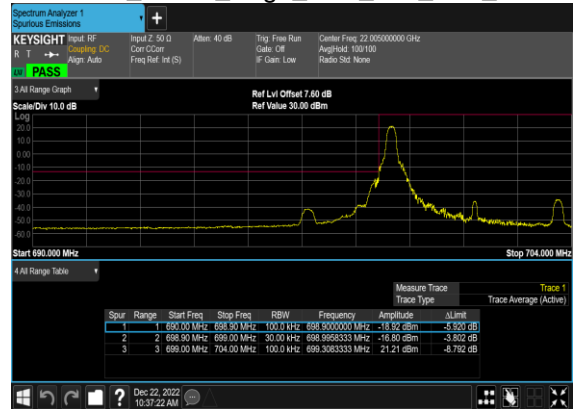 Spectrum Analyzer 1
Spurious Emissions
+
KEYSIGHT Input: RF Input Z: 50 Ω Atten: 40 dB Trig: Free Run Center Freq: 22.005000000 GHz
R T Coupling: DC Corr CCorr Gate: Off Avg|Hold: 100/100
Align: Auto Freq Ref: Int (S) IF Gain: Low Radio Std: None
LW PASS
3 All Range Graph
Ref Lvl Offset 7.60 dB
Scale/Div 10.0 dB Ref Value 30.00 dBm
Log
20.0
10.0
0.00
-10.0
-20.0
-30.0
-40.0
-50.0
-60.0
Start 690.000 MHz Stop 704.000 MHz
4 All Range Table
Measure Trace Trace 1
Trace Type Trace Average (Active)
Spur Range Start Freq Stop Freq RBW Frequency Amplitude ΔLimit
1 1 690.00 MHz 698.90 MHz 100.0 kHz 698.9000000 MHz -18.92 dBm -5.920 dB
2 2 698.90 MHz 699.00 MHz 30.00 kHz 698.9958333 MHz -16.80 dBm -3.802 dB
3 3 699.00 MHz 704.00 MHz 100.0 kHz 699.3083333 MHz 21.21 dBm -8.792 dB
? Dec 22, 2022
10:37:22 AM